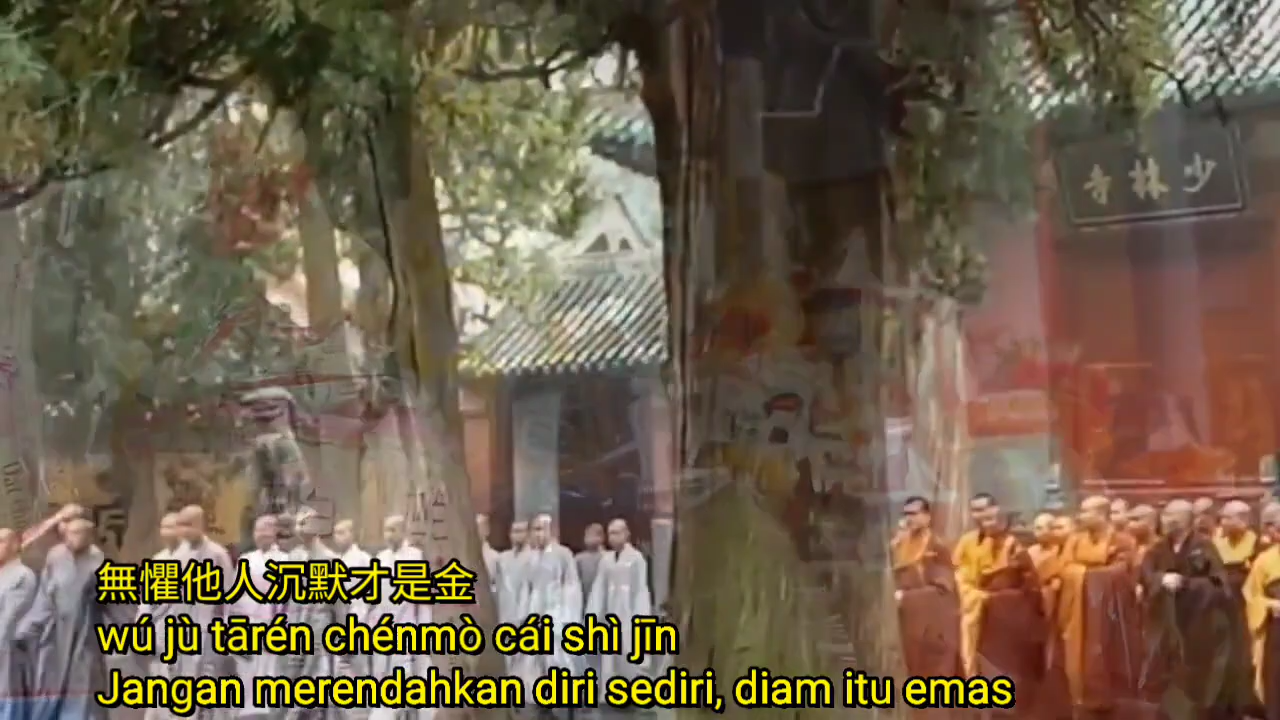 少林寺
無懼他人沉默才是金
wú jù tārén chénmò cái shì jīn
Jangan merendahkan diri sediri, diam itu emas